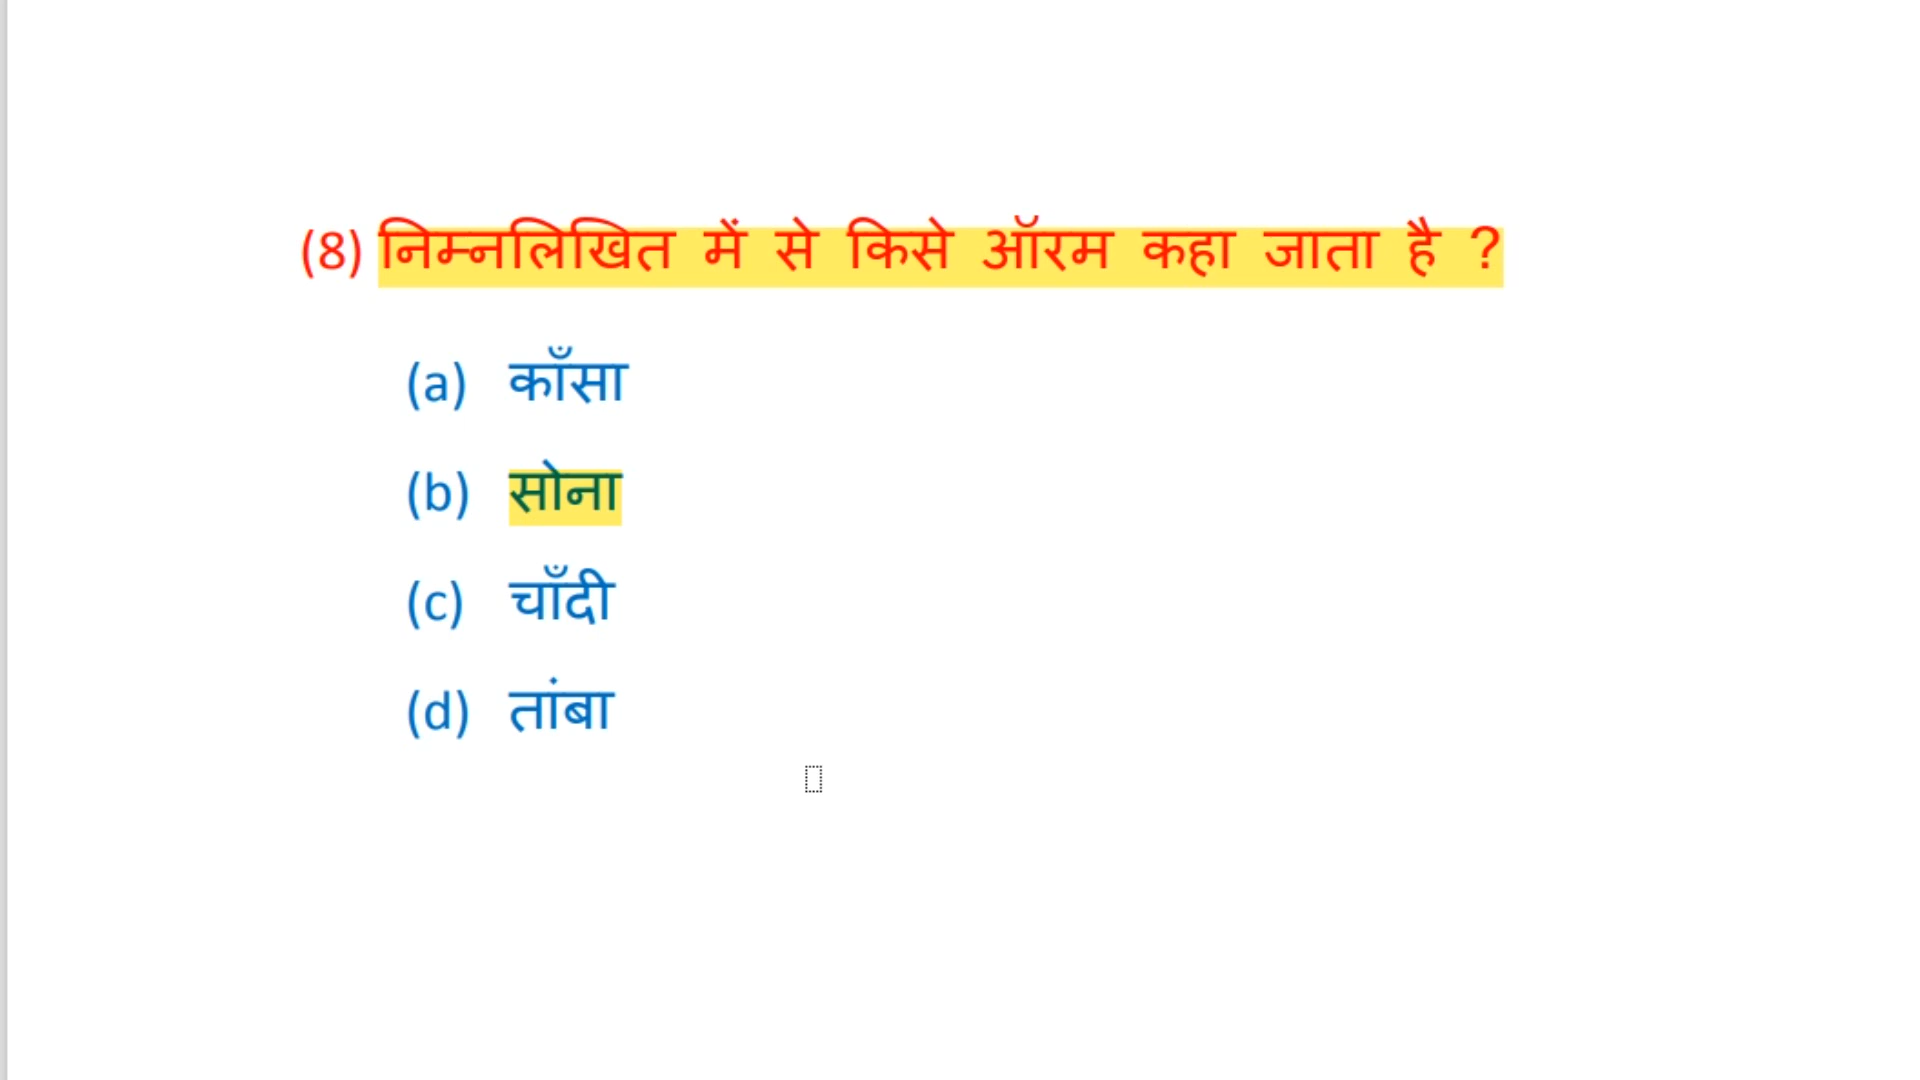 (8) निम्नलिखित में से किसे ऑरम कहा जाता है ?
(a) काँसा
(b) सोना
(c) चाँदी
(d) तांबा